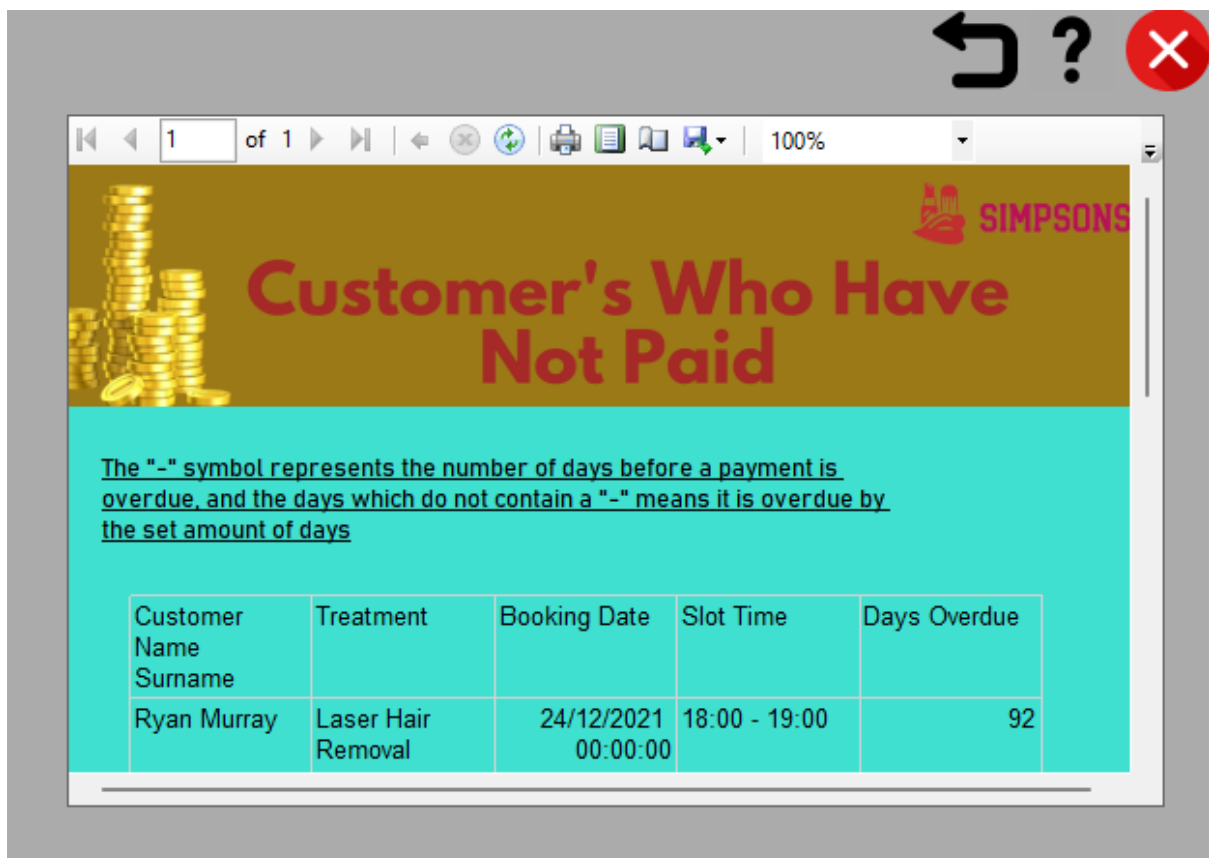 ?
1 of 1 100%
SIMPSONS
Customer's Who Have
Not Paid
The "-" symbol represents the number of days before a payment is
overdue, and the days which do not contain a "-" means it is overdue by
the set amount of days
Customer Treatment Booking Date Slot Time Days Overdue
Name
Surname
Ryan Murray Laser Hair 24/12/2021 18:00 - 19:00 92
Removal 00:00:00